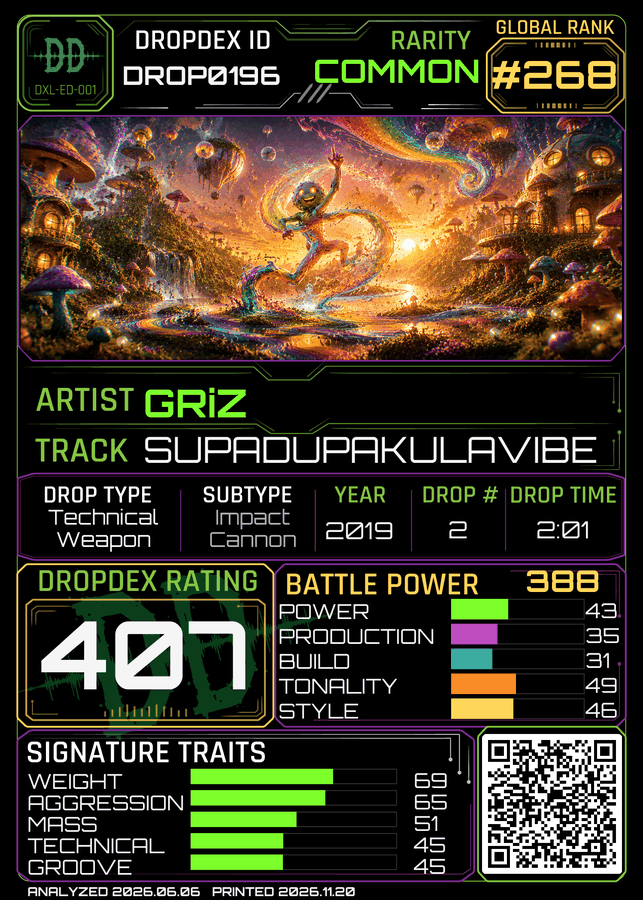 DD
DXL-ED-001
DROPDEX ID
DROP0196
RARITY
COMMON
GLOBAL RANK
#268
ARTIST GRiZ
TRACK SUPADUPAKULAVIBE
DROP TYPE
Technical
Weapon
SUBTYPE
Impact
Cannon
YEAR
2019
DROP #
2
DROP TIME
2:01
DROPDEX RATING
407
BATTLE POWER 388
POWER 43
PRODUCTION 35
BUILD 31
TONALITY 49
STYLE 46
SIGNATURE TRAITS
WEIGHT 69
AGGRESSION 65
MASS 51
TECHNICAL 45
GROOVE 45
ANALYZED 2026.06.06 PRINTED 2026.11.20